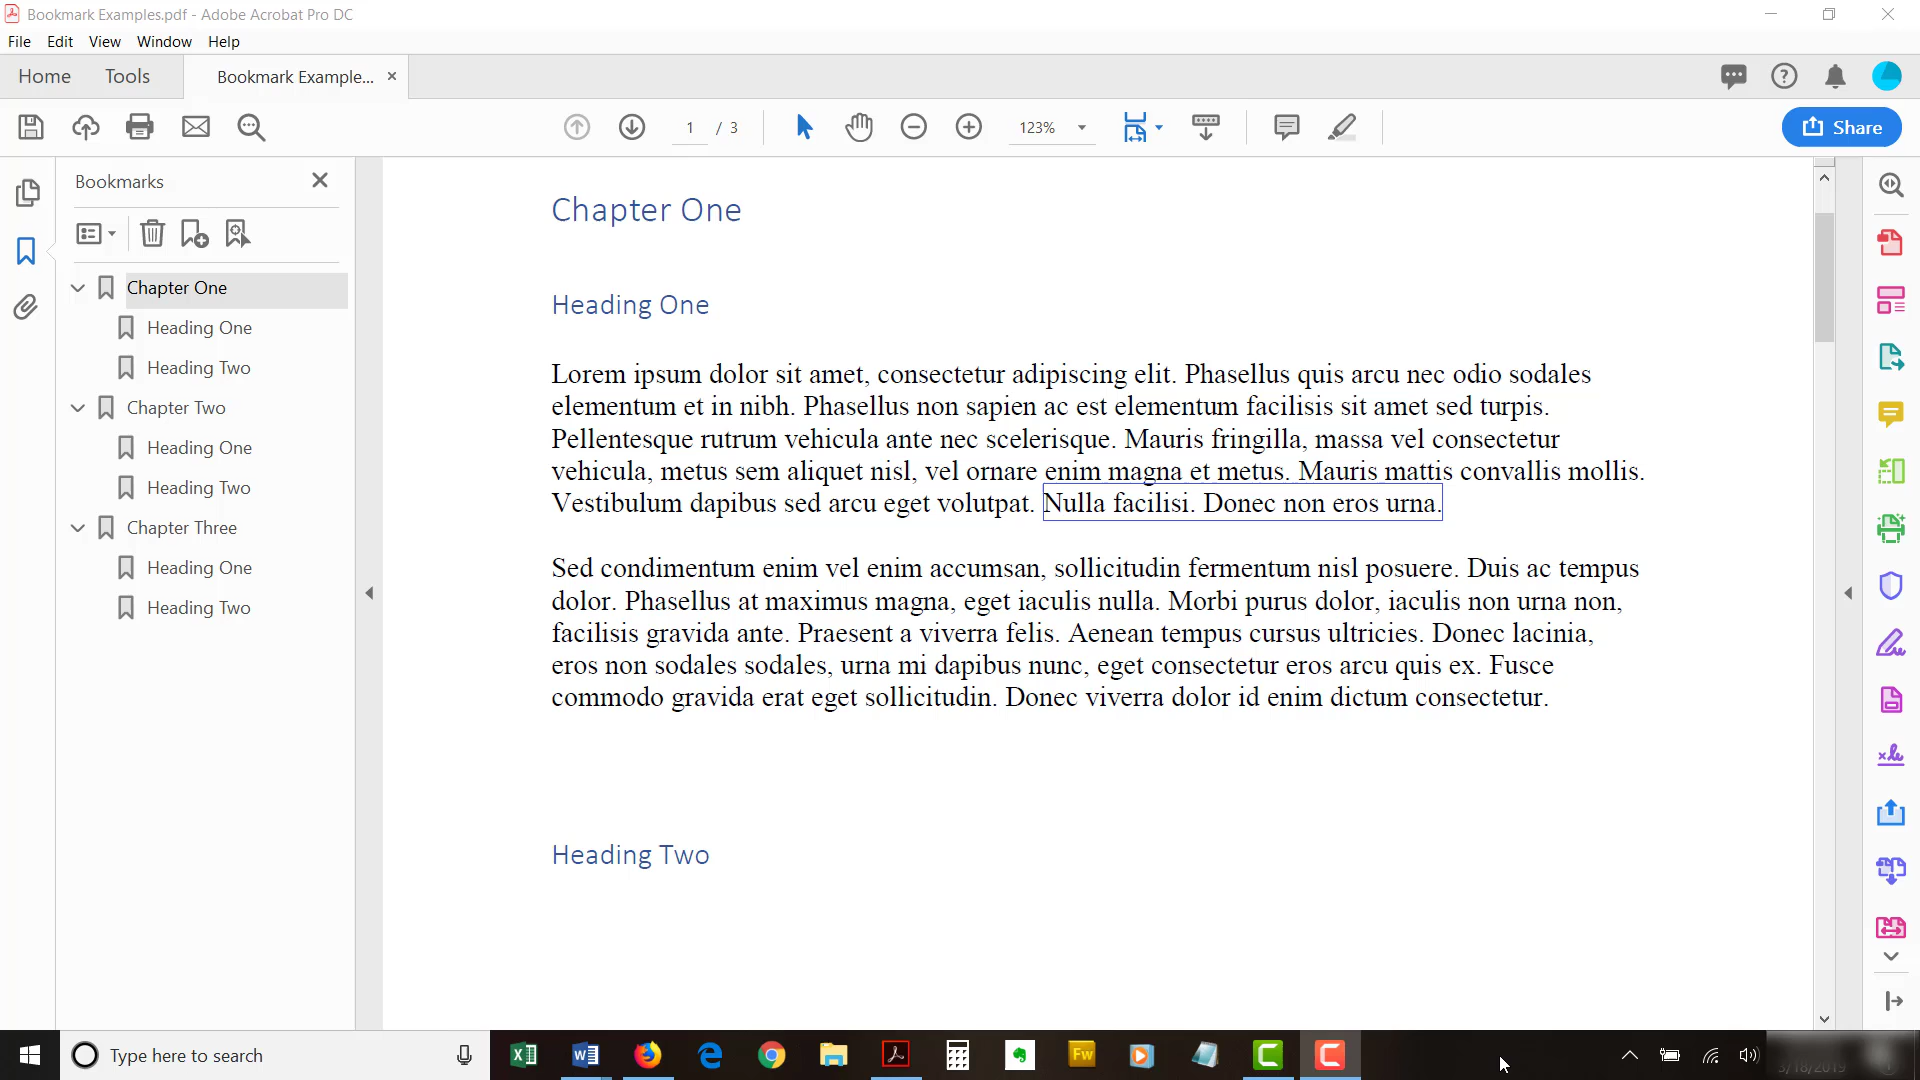 Bookmark Examples.pdf - Adobe Acrobat Pro DC
File Edit View Window Help
Home Tools Bookmark Example...
1 / 3 123% Share
Bookmarks
Chapter One
Heading One
Heading Two
Chapter Two
Heading One
Heading Two
Chapter Three
Heading One
Heading Two
Chapter One
Heading One
Lorem ipsum dolor sit amet, consectetur adipiscing elit. Phasellus quis arcu nec odio sodales
elementum et in nibh. Phasellus non sapien ac est elementum facilisis sit amet sed turpis.
Pellentesque rutrum vehicula ante nec scelerisque. Mauris fringilla, massa vel consectetur
vehicula, metus sem aliquet nisl, vel ornare enim magna et metus. Mauris mattis convallis mollis.
Vestibulum dapibus sed arcu eget volutpat. Nulla facilisi. Donec non eros urna.
Sed condimentum enim vel enim accumsan, sollicitudin fermentum nisl posuere. Duis ac tempus
dolor. Phasellus at maximus magna, eget iaculis nulla. Morbi purus dolor, iaculis non urna non,
facilisis gravida ante. Praesent a viverra felis. Aenean tempus cursus ultricies. Donec lacinia,
eros non sodales sodales, urna mi dapibus nunc, eget consectetur eros arcu quis ex. Fusce
commodo gravida erat eget sollicitudin. Donec viverra dolor id enim dictum consectetur.
Heading Two
Type here to search
Fw
3/18/2019